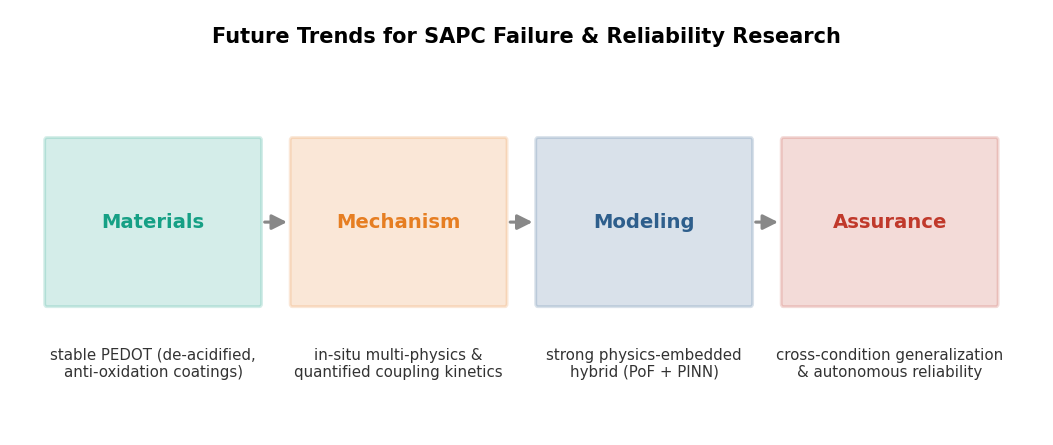 Future Trends for SAPC Failure & Reliability Research
Materials
Mechanism
Modeling
Assurance
stable PEDOT (de-acidified,
anti-oxidation coatings)
in-situ multi-physics &
quantified coupling kinetics
strong physics-embedded
hybrid (PoF + PINN)
cross-condition generalization
& autonomous reliability